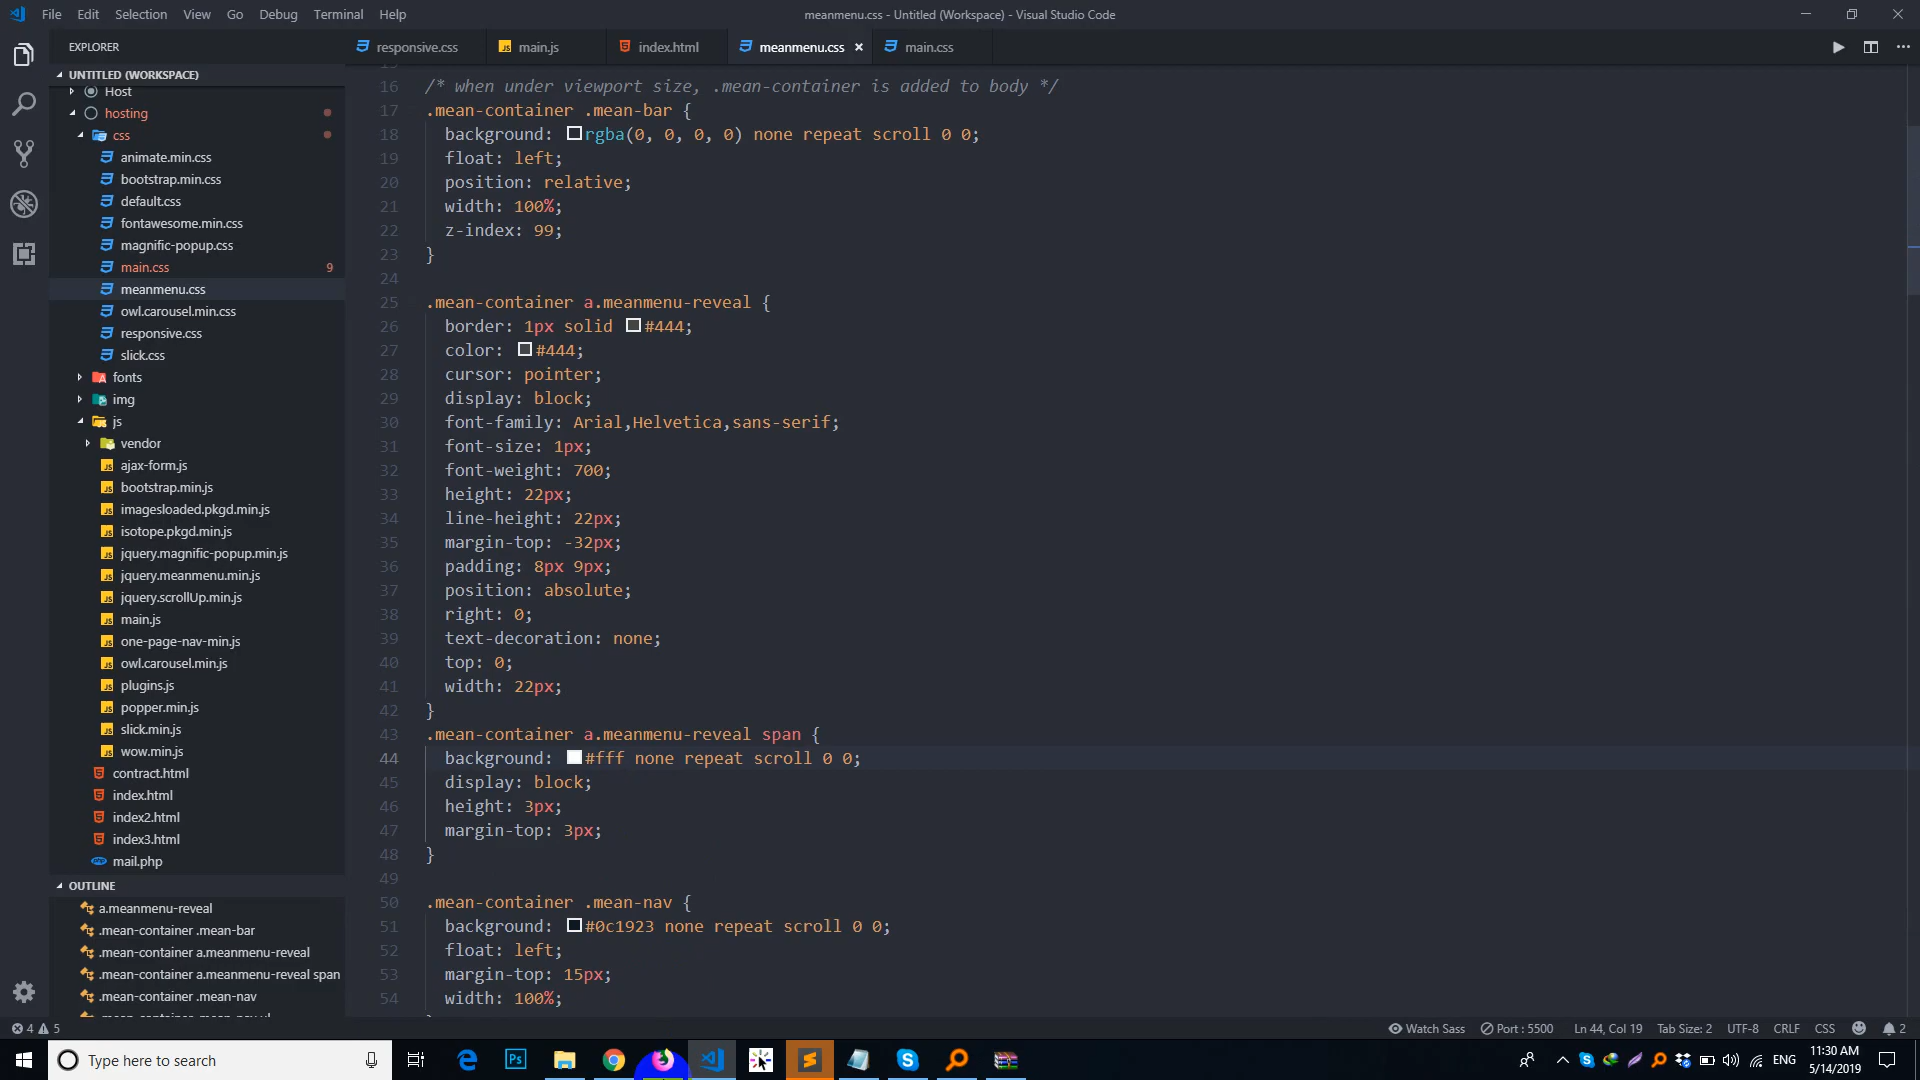 File Edit Selection View Go Debug Terminal Help
meanmenu.css - Untitled (Workspace) - Visual Studio Code
EXPLORER
responsive.css
main.js
index.html
meanmenu.css
main.css
UNTITLED (WORKSPACE)
Host
hosting
css
animate.min.css
bootstrap.min.css
default.css
fontawesome.min.css
magnific-popup.css
main.css 9
meanmenu.css
owl.carousel.min.css
responsive.css
slick.css
fonts
img
js
vendor
ajax-form.js
bootstrap.min.js
imagesloaded.pkgd.min.js
isotope.pkgd.min.js
jquery.magnific-popup.min.js
jquery.meanmenu.min.js
jquery.scrollUp.min.js
main.js
one-page-nav-min.js
owl.carousel.min.js
plugins.js
popper.min.js
slick.min.js
wow.min.js
contract.html
index.html
index2.html
index3.html
mail.php
OUTLINE
a.meanmenu-reveal
.mean-container .mean-bar
.mean-container a.meanmenu-reveal
.mean-container a.meanmenu-reveal span
.mean-container .mean-nav
16 /* when under viewport size, .mean-container is added to body */
17 .mean-container .mean-bar {
18 background: rgba(0, 0, 0, 0) none repeat scroll 0 0;
19 float: left;
20 position: relative;
21 width: 100%;
22 z-index: 99;
23 }
24
25 .mean-container a.meanmenu-reveal {
26 border: 1px solid #444;
27 color: #444;
28 cursor: pointer;
29 display: block;
30 font-family: Arial,Helvetica,sans-serif;
31 font-size: 1px;
32 font-weight: 700;
33 height: 22px;
34 line-height: 22px;
35 margin-top: -32px;
36 padding: 8px 9px;
37 position: absolute;
38 right: 0;
39 text-decoration: none;
40 top: 0;
41 width: 22px;
42 }
43 .mean-container a.meanmenu-reveal span {
44 background: #fff none repeat scroll 0 0;
45 display: block;
46 height: 3px;
47 margin-top: 3px;
48 }
49
50 .mean-container .mean-nav {
51 background: #0c1923 none repeat scroll 0 0;
52 float: left;
53 margin-top: 15px;
54 width: 100%;
4 5
Watch Sass Port : 5500 Ln 44, Col 19 Tab Size: 2 UTF-8 CRLF CSS 2
Type here to search
ENG
11:30 AM
5/14/2019